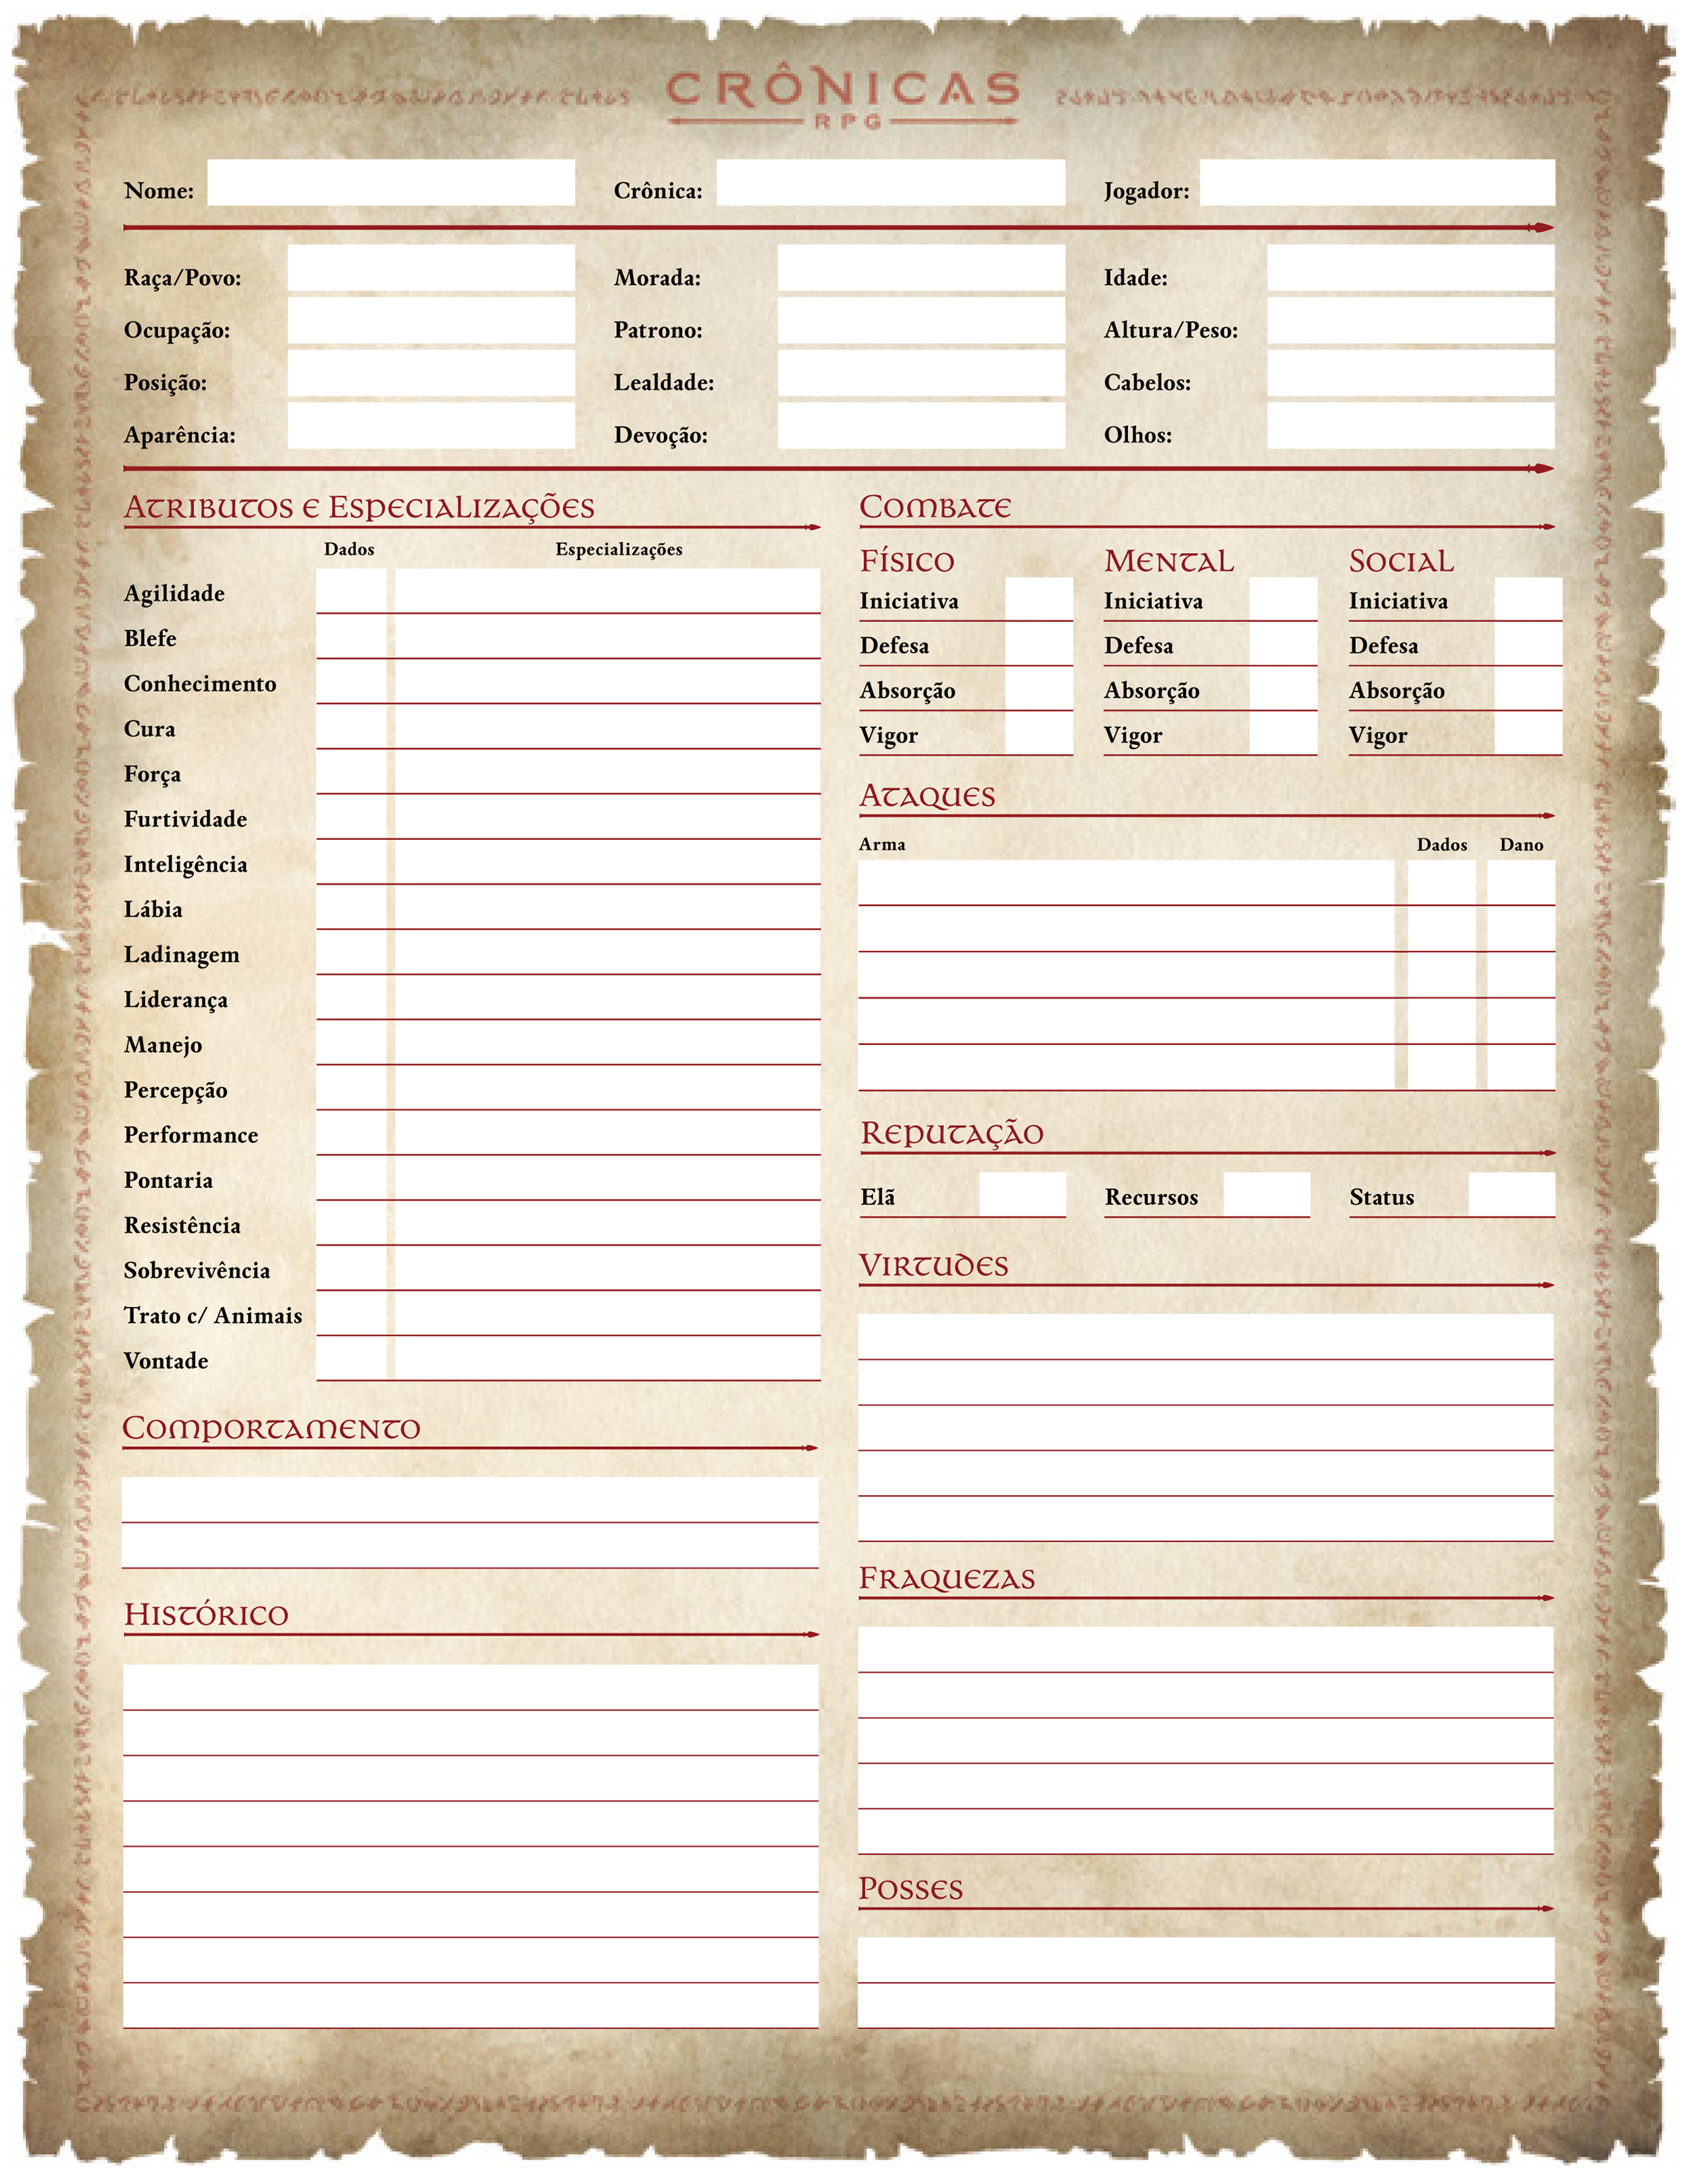 CRÔNICAS
RPG
Nome: Crônica: Jogador:
Raça/Povo: Morada: Idade:
Ocupação: Patrono: Altura/Peso:
Posição: Lealdade: Cabelos:
Aparência: Devoção: Olhos:
Atributos e Especializações
Dados Especializações
Agilidade
Blefe
Conhecimento
Cura
Força
Furtividade
Inteligência
Lábia
Ladinagem
Liderança
Manejo
Percepção
Performance
Pontaria
Resistência
Sobrevivência
Trato c/ Animais
Vontade
Comportamento
Histórico
Combate
Físico Mental Social
Iniciativa Iniciativa Iniciativa
Defesa Defesa Defesa
Absorção Absorção Absorção
Vigor Vigor Vigor
Ataques
Arma Dados Dano
Reputação
Elã Recursos Status
Virtudes
Fraquezas
Posses